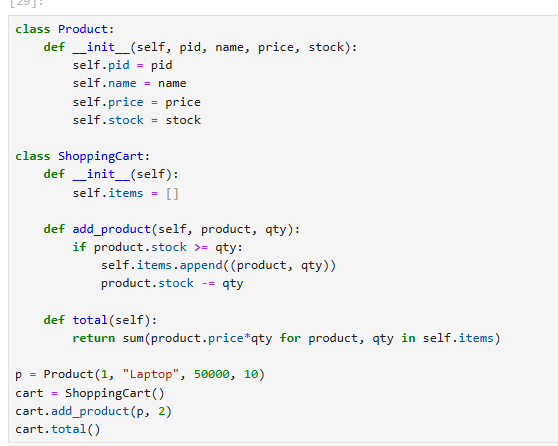 [29]:
class Product:
    def __init__(self, pid, name, price, stock):
        self.pid = pid
        self.name = name
        self.price = price
        self.stock = stock

class ShoppingCart:
    def __init__(self):
        self.items = []

    def add_product(self, product, qty):
        if product.stock >= qty:
            self.items.append((product, qty))
            product.stock -= qty

    def total(self):
        return sum(product.price*qty for product, qty in self.items)

p = Product(1, "Laptop", 50000, 10)
cart = ShoppingCart()
cart.add_product(p, 2)
cart.total()